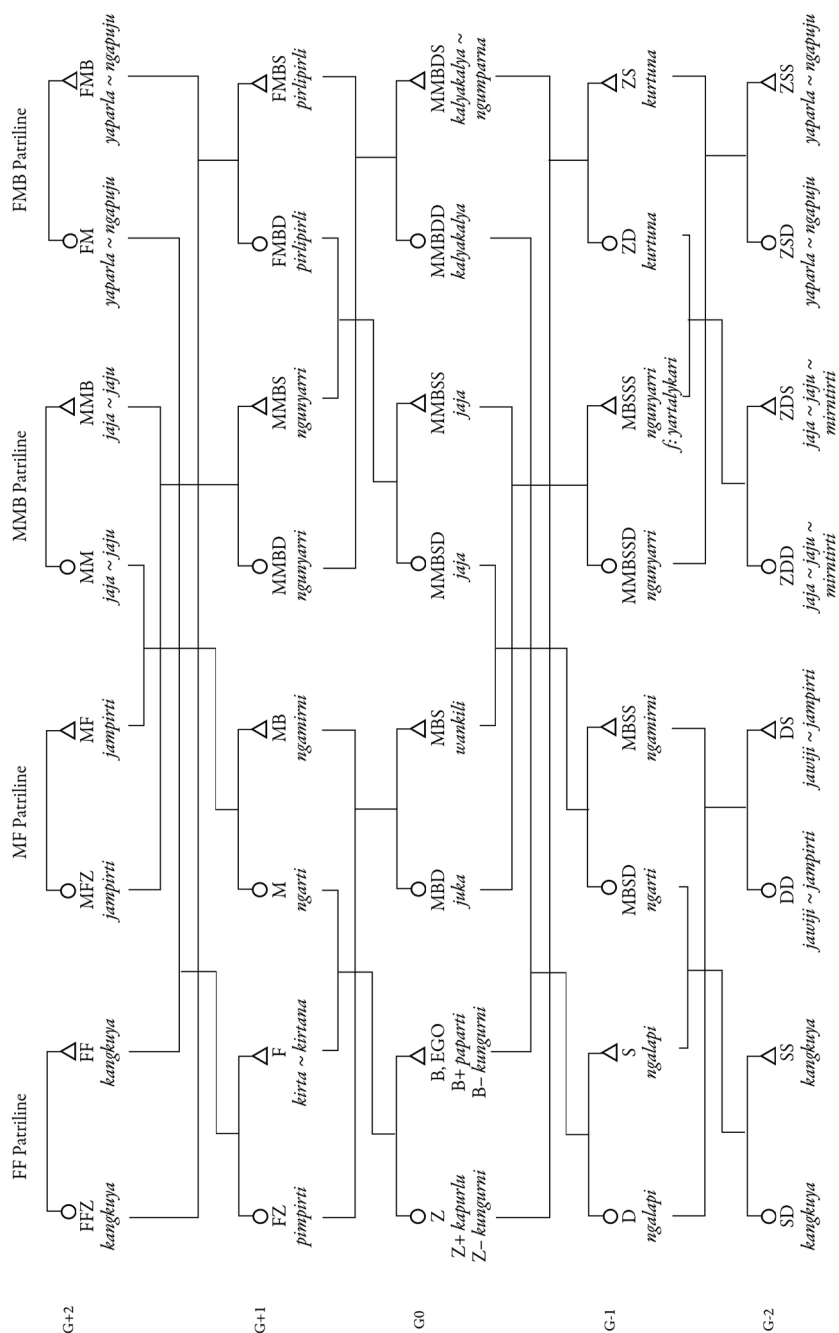 FF Patriline
MF Patriline
MMB Patriline
FMB Patriline
G+2
FFZ
kangkuya
FF
kangkuya
MFZ
jampirti
MF
jampirti
MM
jaja ~ jaju
MMB
jaja ~ jaju
FM
yaparla ~ ngapuju
FMB
yaparla ~ ngapuju
G+1
FZ
pimpirti
F
kirta ~ kirtana
M
ngarti
MB
ngamirni
MMBD
ngunyarri
MMBS
ngunyarri
FMBD
pirlipirli
FMBS
pirlipirli
G0
Z
Z+ kapurlu
Z– kungurni
B, EGO
B+ paparti
B– kungurni
MBD
juka
MBS
wankili
MMBSD
jaja
MMBSS
jaja
MMBDD
kalyakalya
MMBDS
kalyakalya ~
ngumparna
G-1
D
ngalapi
S
ngalapi
MBSD
ngarti
MBSS
ngamirni
MMBSSD
ngunyarri
MBSSS
ngunyarri
f: yartalykari
ZD
kurtuna
ZS
kurtuna
G-2
SD
kangkuya
SS
kangkuya
DD
jawiji ~ jampirti
DS
jawiji ~ jampirti
ZDD
jaja ~ jaju ~
mirntirti
ZDS
jaja ~ jaju ~
mirntirti
ZSD
yaparla ~ ngapuju
ZSS
yaparla ~ ngapuju